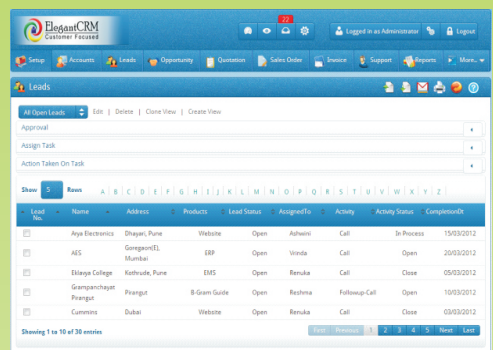 ElegantCRM
Customer Focused
22
Logged in as Administrator Logout
Setup Accounts Leads Opportunity Quotation Sales Order Invoice Support Reports More..
Leads
All Open Leads Edit | Delete | Clone View | Create View
Approval
Assign Task
Action Taken On Task
Show 5 Rows A | B | C | D | E | F | G | H | I | J | K | L | M | N | O | P | Q | R | S | T | U | V | W | X | Y | Z
Lead No. Name Address Products Lead Status AssignedTo Activity Activity Status CompletionDt
Arya Electronics Dhayari, Pune Website Open Ashwini Call In Process 15/03/2012
AES Goregaon(E), Mumbai ERP Open Vrinda Call Open 20/03/2012
Eklavya College Kothrude, Pune EMS Open Renuka Call Close 05/03/2012
Grampanchayat Pirangut Pirangut B-Gram Guide Open Reshma Followup Call Open 10/03/2012
Cummins Dubai Website Open Renuka Call Close 03/03/2012
Showing 1 to 10 of 30 entries First Previous 1 2 3 4 5 Next Last